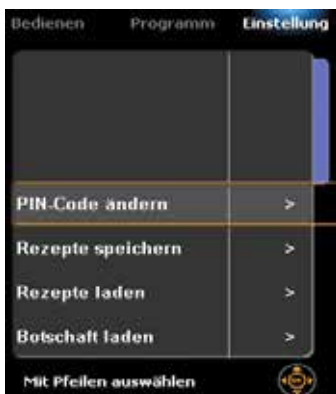 Bedienen Programm Einstellung
PIN-Code ändern >
Rezepte speichern >
Rezepte laden >
Botschaft laden >
Mit Pfeilen auswählen